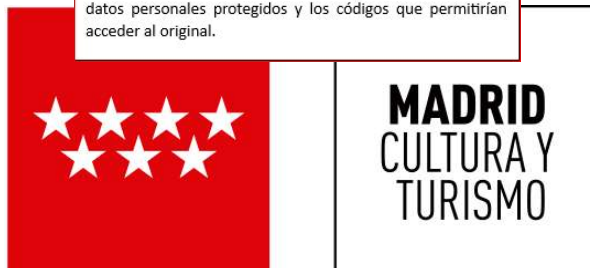 datos personales protegidos y los códigos que permitirían
acceder al original.
MADRID
CULTURA Y
TURISMO